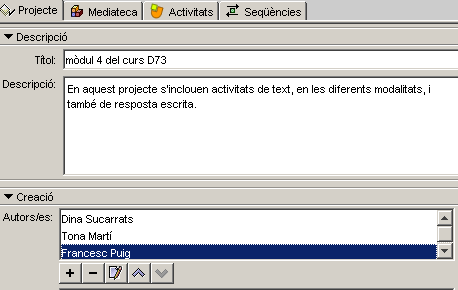 Projecte Mediateca Activitats Seqüències
Descripció
Títol: mòdul 4 del curs D73
Descripció: En aquest projecte s'inclouen activitats de text, en les diferents modalitats, i
també de resposta escrita.
Creació
Autors/es: Dina Sucarrats
Tona Martí
Francesc Puig